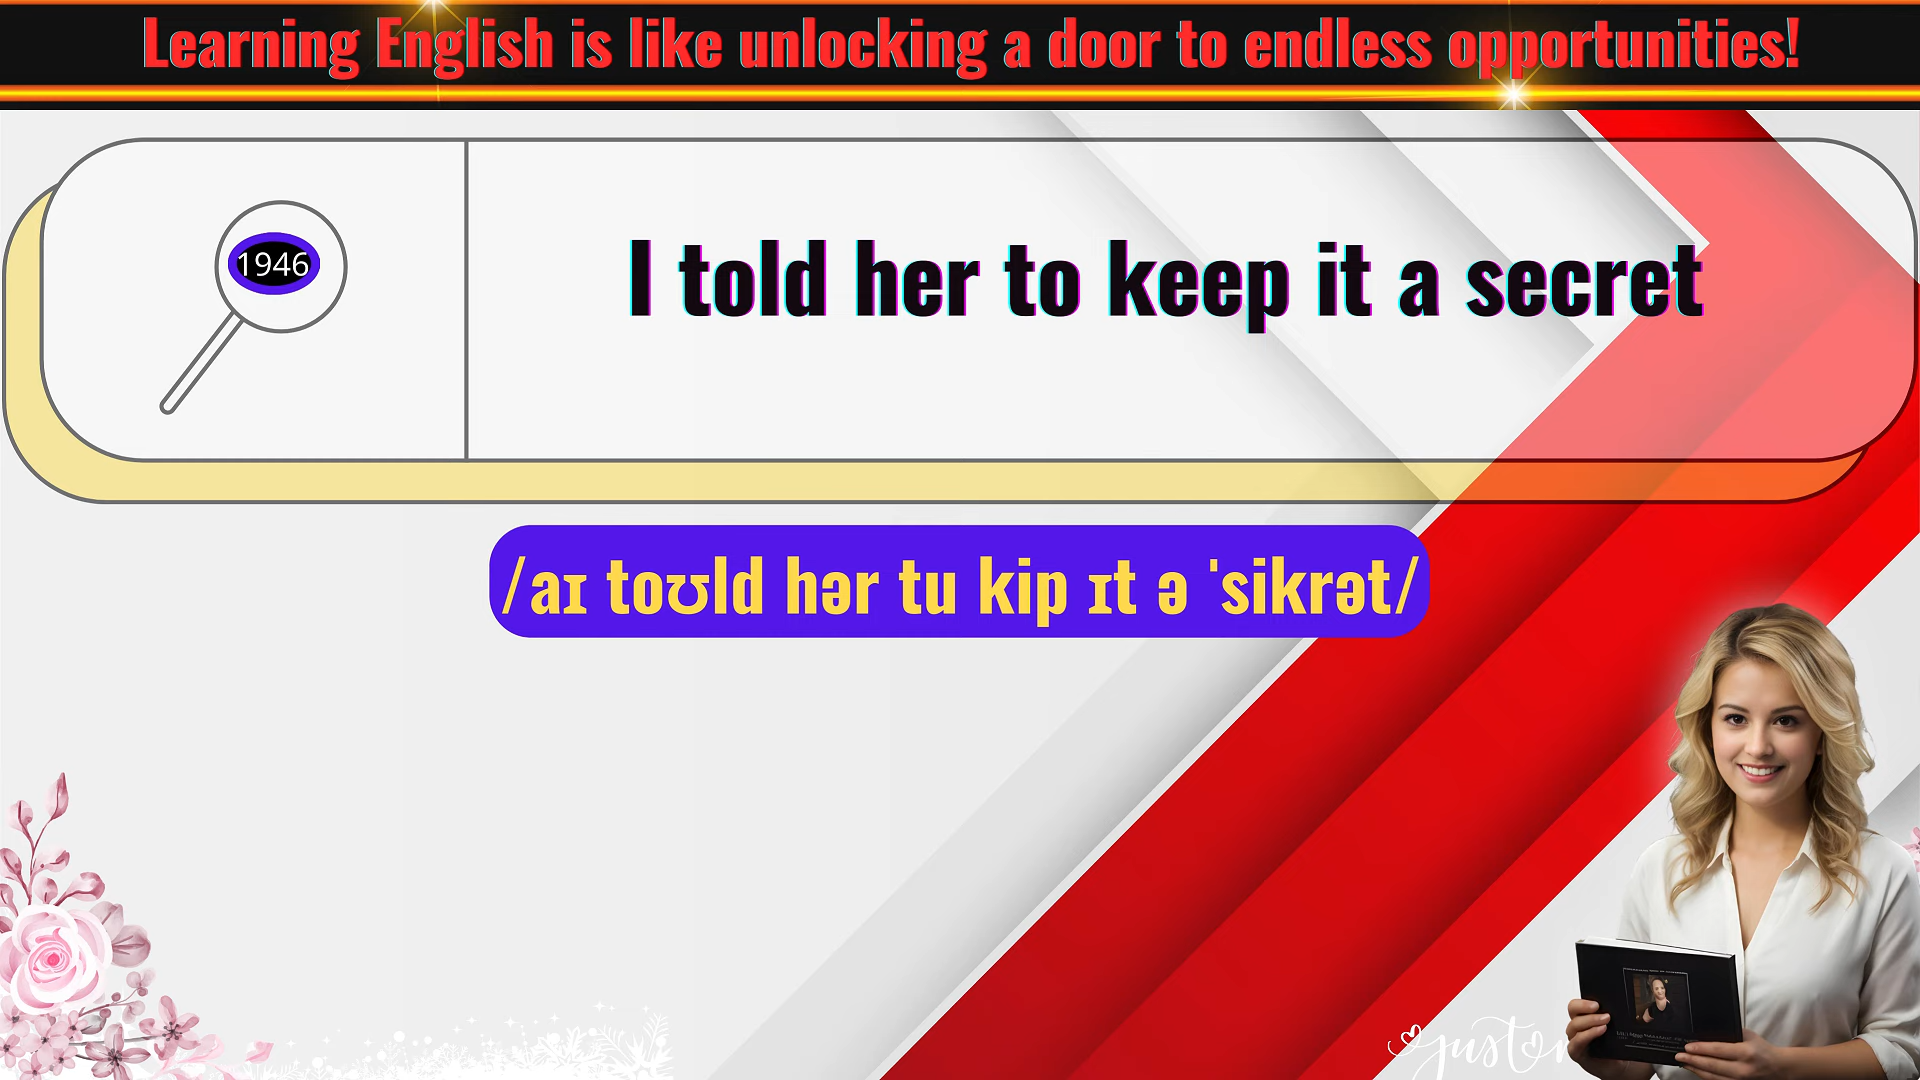 Learning English is like unlocking a door to endless opportunities!
1946
I told her to keep it a secret
/aɪ toʊld hər tu kip ɪt ə ˈsikrət/